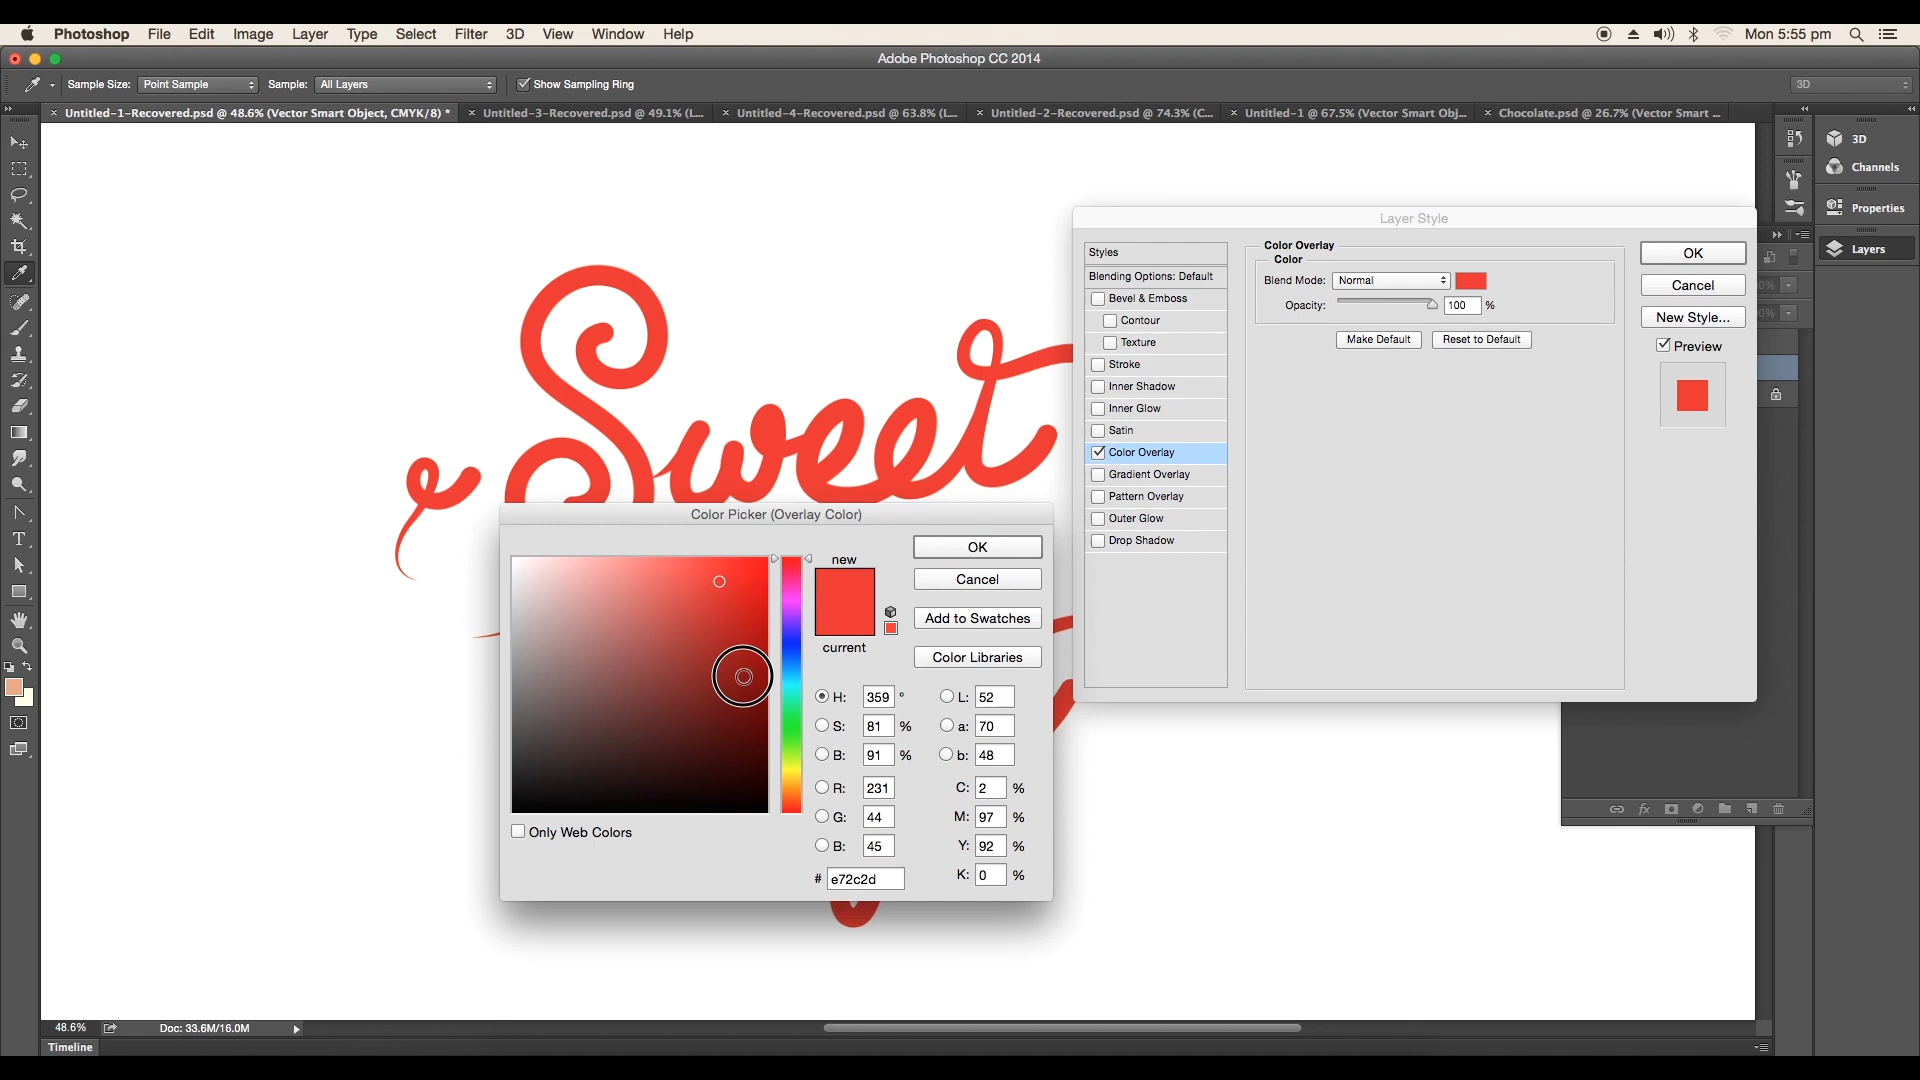 Photoshop File Edit Image Layer Type Select Filter 3D View Window Help Mon 5:55 pm
Adobe Photoshop CC 2014
Sample Size: Point Sample Sample: All Layers Show Sampling Ring 3D
Untitled-1-Recovered.psd @ 48.6% (Vector Smart Object, CMYK/8) * Untitled-3-Recovered.psd @ 49.1% (L... Untitled-4-Recovered.psd @ 63.8% (L... Untitled-2-Recovered.psd @ 74.3% (C... Untitled-1 @ 67.5% (Vector Smart Obj... Chocolate.psd @ 26.7% (Vector Smart ...
3D
Channels
Properties
Layers
Sweet
Layer Style
Styles
Blending Options: Default
Bevel & Emboss
Contour
Texture
Stroke
Inner Shadow
Inner Glow
Satin
Color Overlay
Gradient Overlay
Pattern Overlay
Outer Glow
Drop Shadow
Color Overlay
Color
Blend Mode: Normal
Opacity: 100 %
Make Default Reset to Default
OK
Cancel
New Style...
Preview
Color Picker (Overlay Color)
new
current
OK
Cancel
Add to Swatches
Color Libraries
H: 359 ° L: 52
S: 81 % a: 70
B: 91 % b: 48
R: 231 C: 2 %
G: 44 M: 97 %
B: 45 Y: 92 %
# e72c2d K: 0 %
Only Web Colors
48.6% Doc: 33.6M/16.0M
Timeline